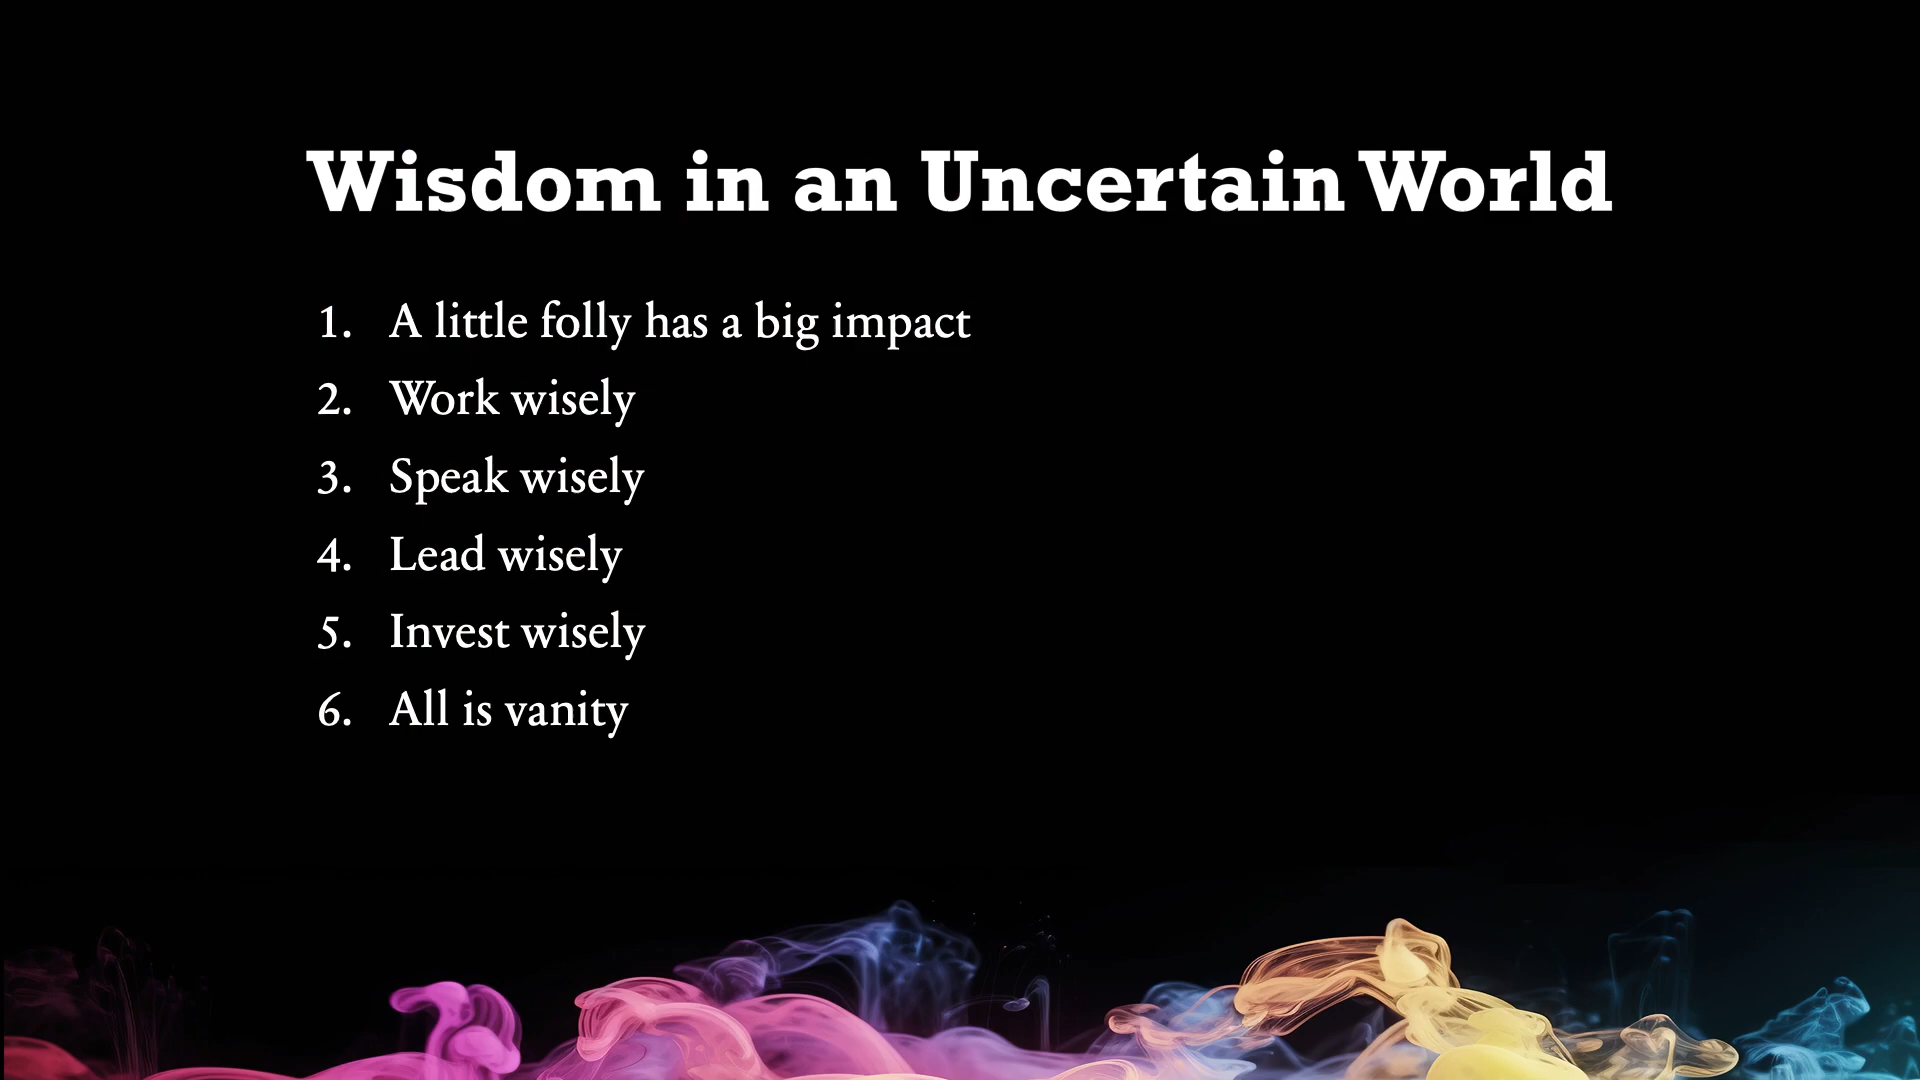 Wisdom in an Uncertain World
1. A little folly has a big impact
2. Work wisely
3. Speak wisely
4. Lead wisely
5. Invest wisely
6. All is vanity